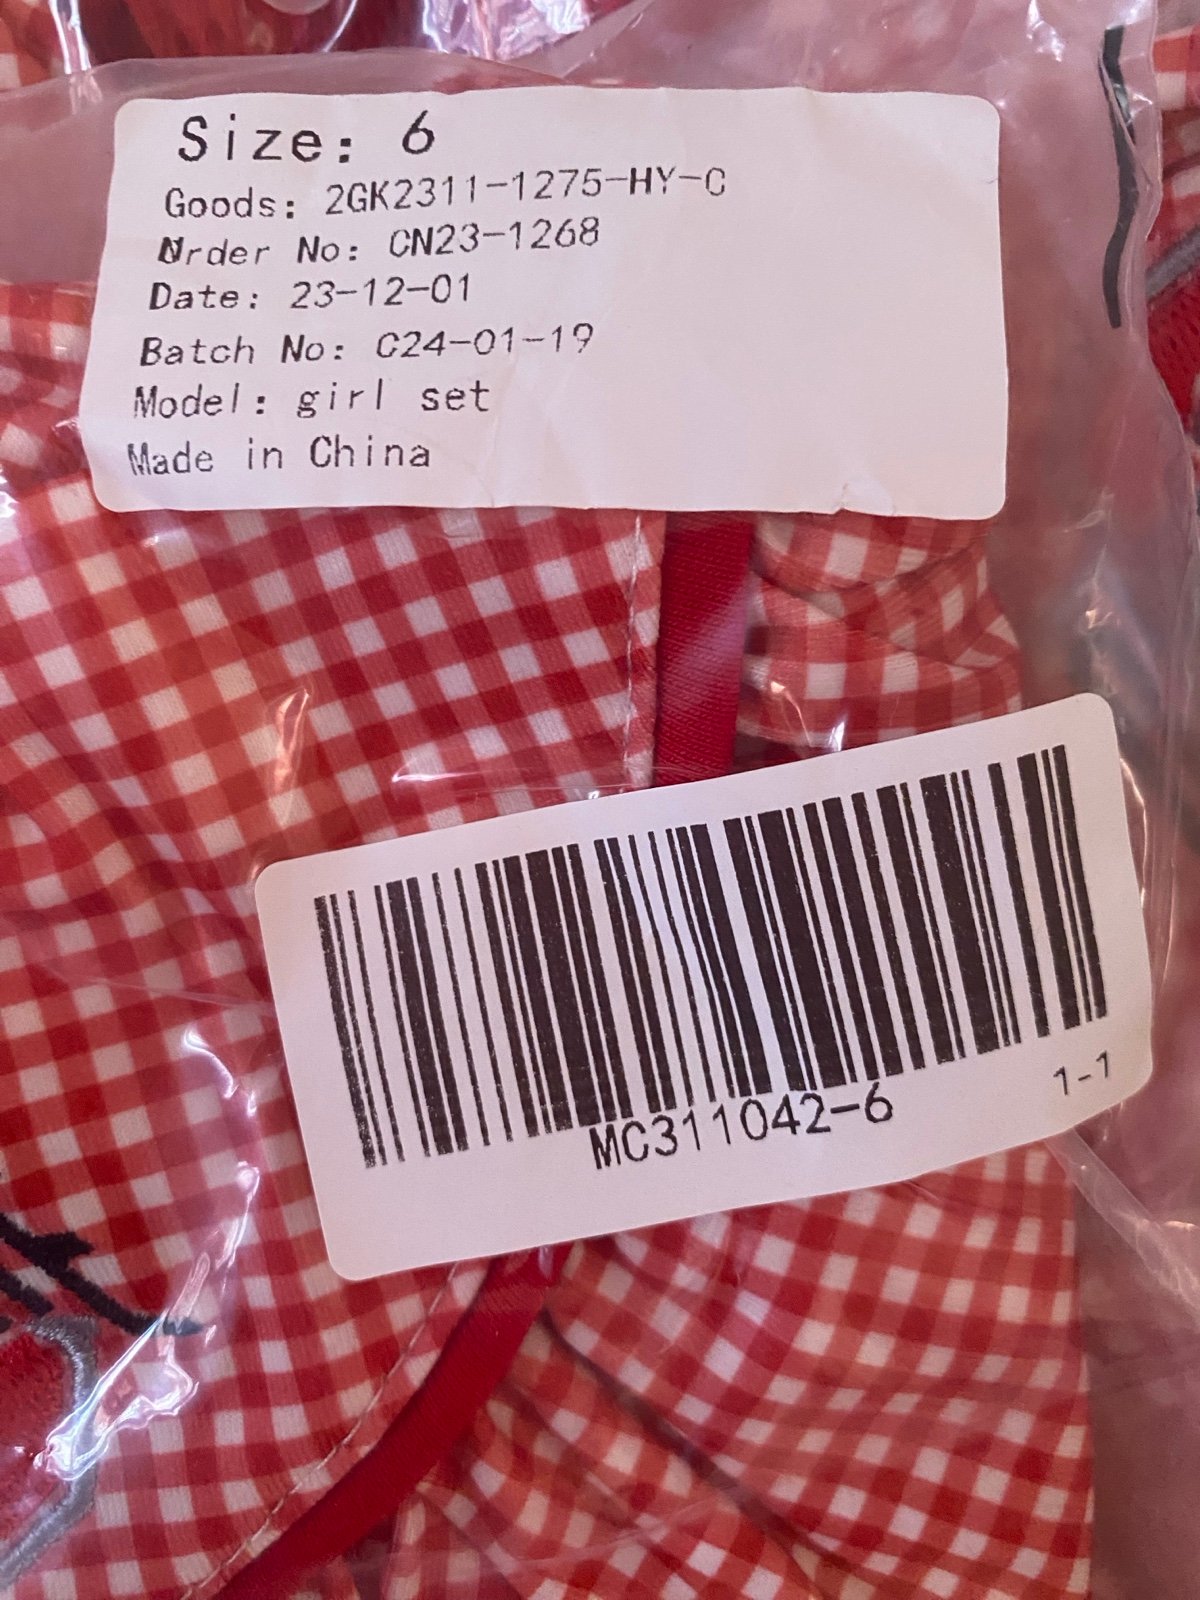 Size: 6
Goods: 2GK2311-1275-HY-C
Nrder No: CN23-1268
Date: 23-12-01
Batch No: C24-01-19
Model: girl set
Made in China
MC311042-6
1-1